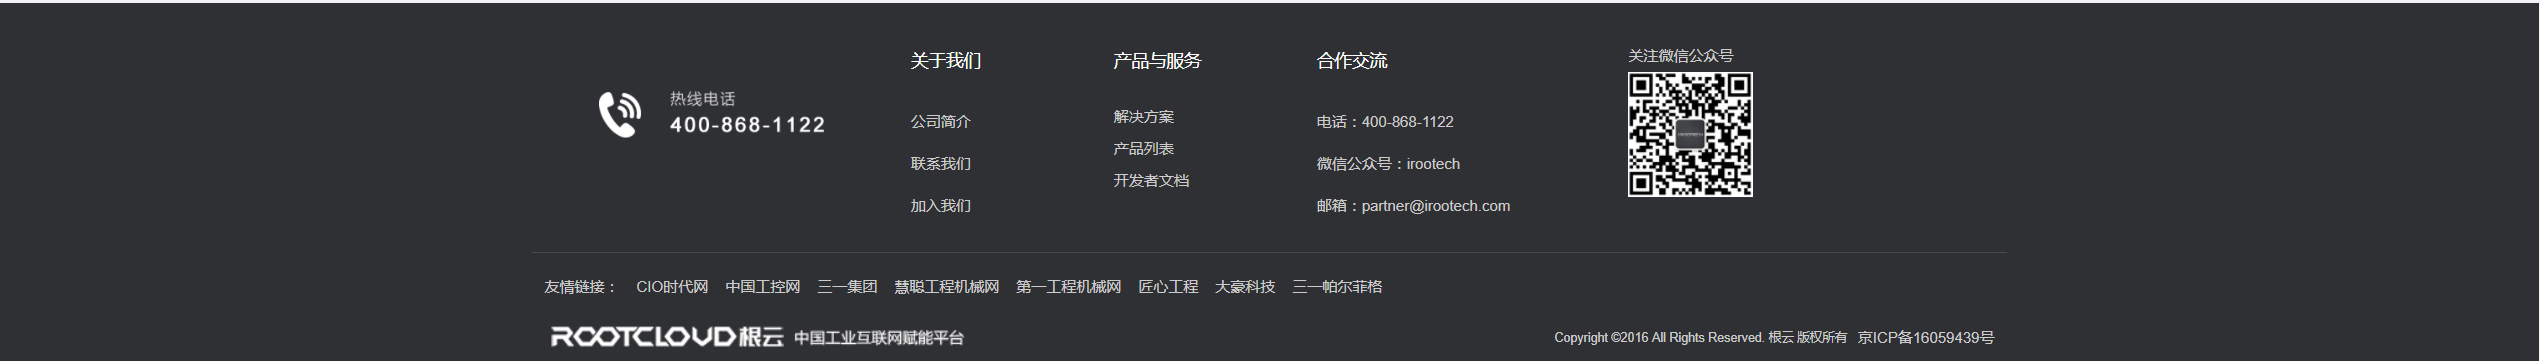 热线电话
400-868-1122
关于我们
公司简介
联系我们
加入我们
产品与服务
解决方案
产品列表
开发者文档
合作交流
电话：400-868-1122
微信公众号：irootech
邮箱：partner@irootech.com
关注微信公众号
友情链接： CIO时代网 中国工控网 三一集团 慧聪工程机械网 第一工程机械网 匠心工程 大豪科技 三一帕尔菲格
ROOTCLOUD根云 中国工业互联网赋能平台
Copyright ©2016 All Rights Reserved. 根云 版权所有 京ICP备16059439号